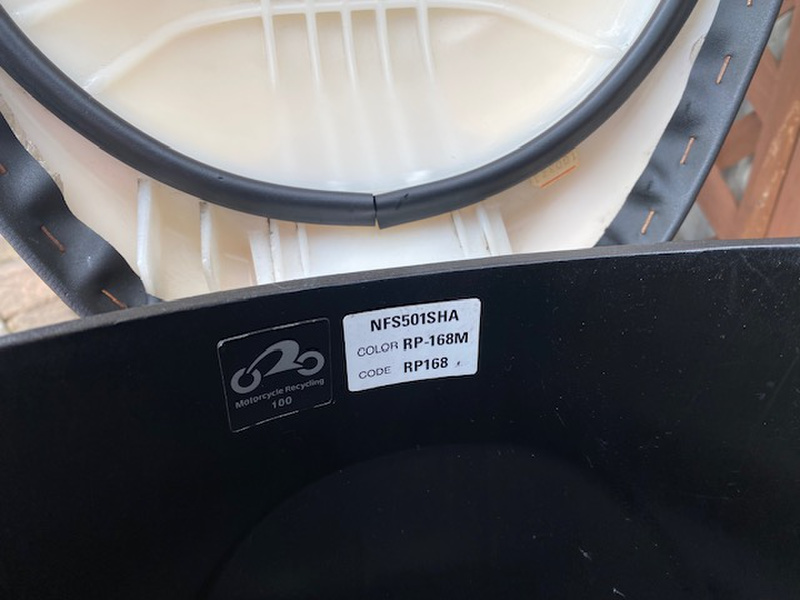 NFS501SHA
COLOR RP-168M
CODE RP168
Motorcycle Recycling
100